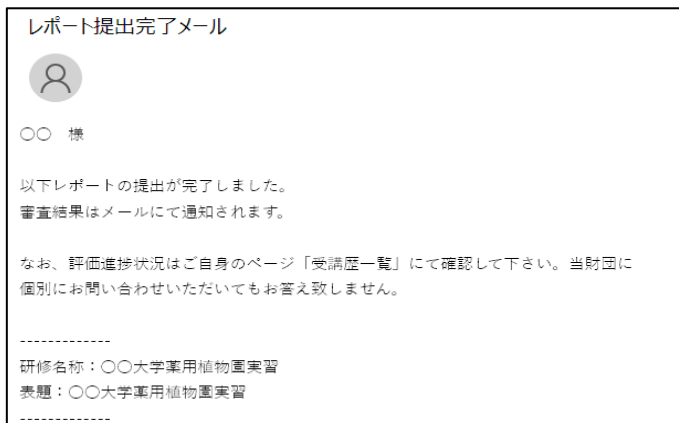 レポート提出完了メール
〇〇　様
以下レポートの提出が完了しました。
審査結果はメールにて通知されます。
なお、評価進捗状況はご自身のページ「受講歴一覧」にて確認して下さい。当財団に
個別にお問い合わせいただいてもお答え致しません。
-------------
研修名称：〇〇大学薬用植物園実習
表題：〇〇大学薬用植物園実習
-------------